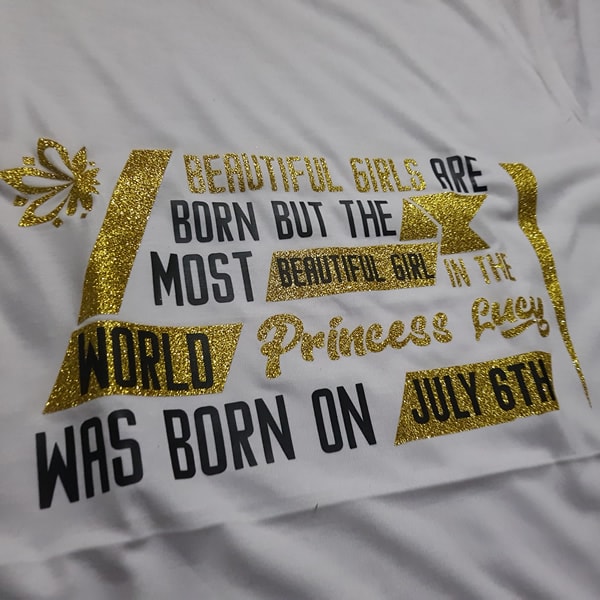 BEAUTIFUL GIRLS ARE
BORN BUT THE
MOST BEAUTIFUL GIRL IN THE
WORLD Princess Lucy
WAS BORN ON JULY 6TH